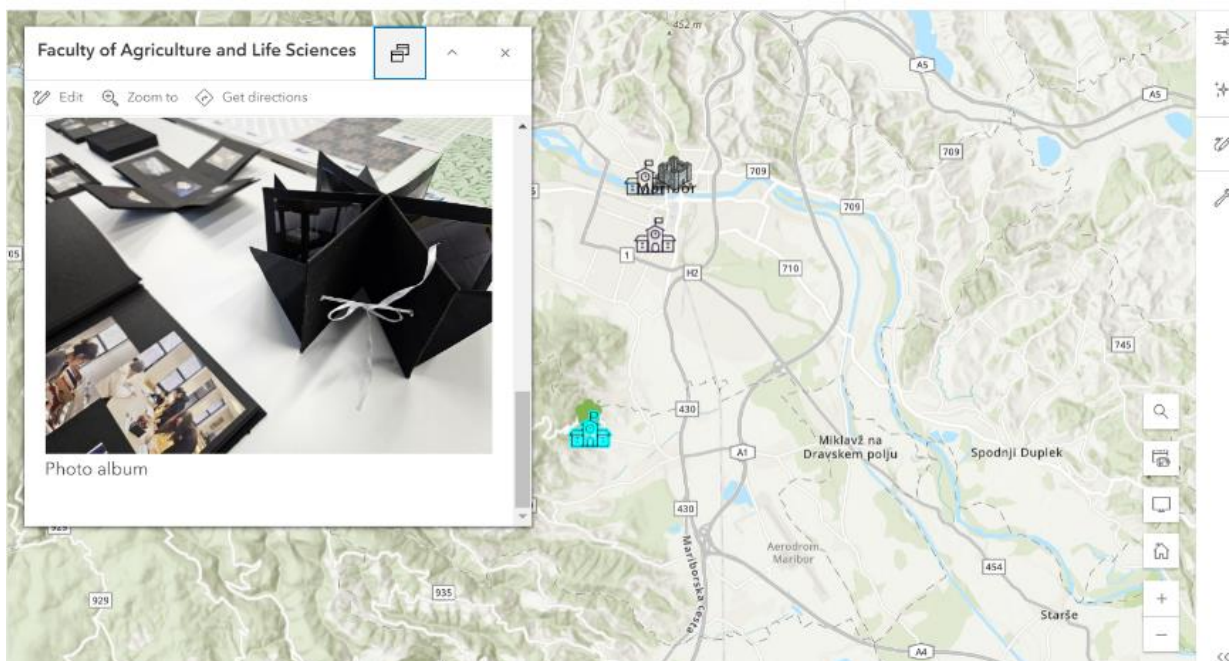 Faculty of Agriculture and Life Sciences
Edit
Zoom to
Get directions
Photo album
452 m
A5
A5
709
709
709
Maribor
1
H2
710
745
430
A1
Miklavž na
Dravskem polju
Spodnji Duplek
430
Aerodrom
Maribor
Mariborska cesta
454
Starše
A4
929
935
P